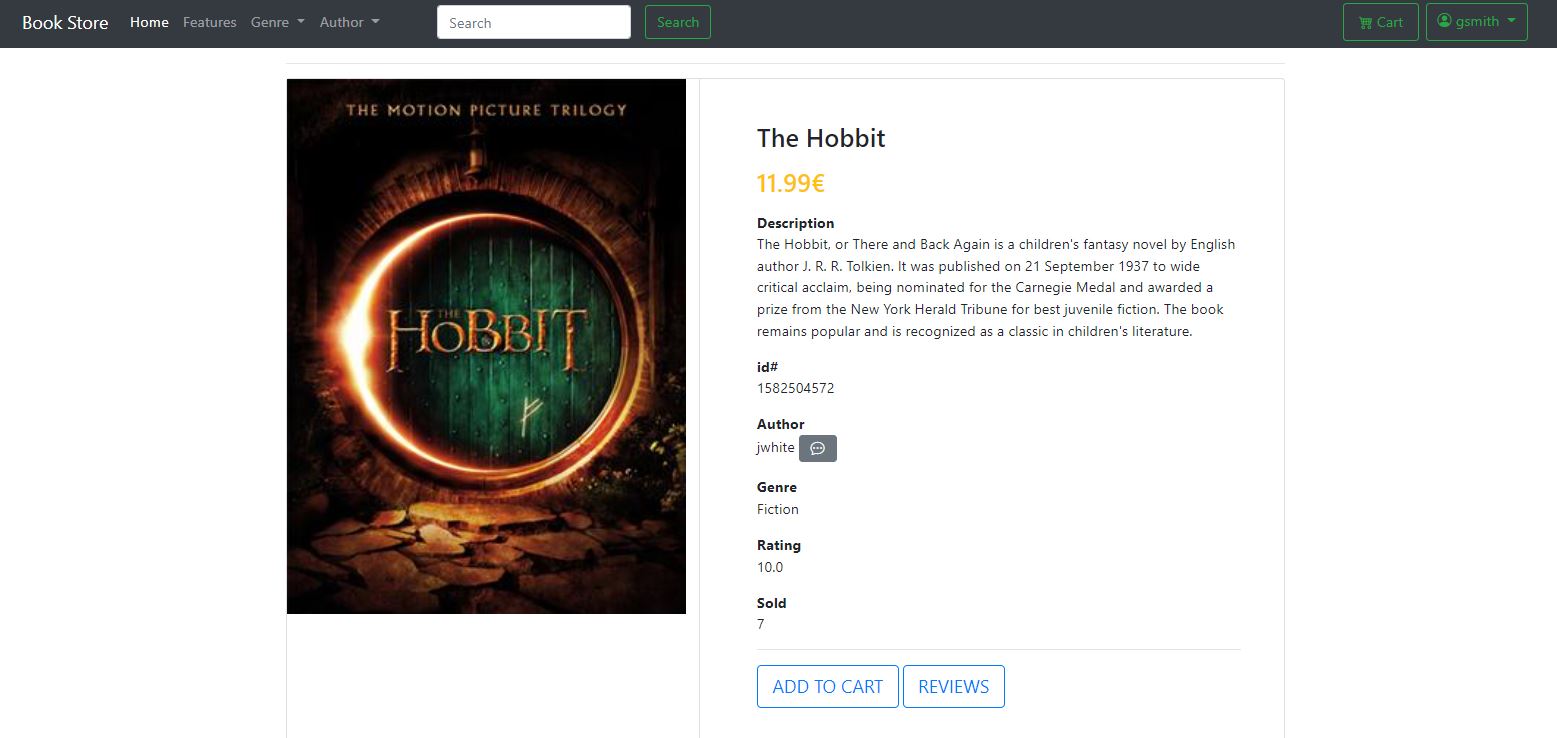 Book Store Home Features Genre Author Search Search Cart gsmith
THE MOTION PICTURE TRILOGY
THE
HOBBIT
The Hobbit
11.99€
Description
The Hobbit, or There and Back Again is a children's fantasy novel by English
author J. R. R. Tolkien. It was published on 21 September 1937 to wide
critical acclaim, being nominated for the Carnegie Medal and awarded a
prize from the New York Herald Tribune for best juvenile fiction. The book
remains popular and is recognized as a classic in children's literature.
id#
1582504572
Author
jwhite
Genre
Fiction
Rating
10.0
Sold
7
ADD TO CART REVIEWS